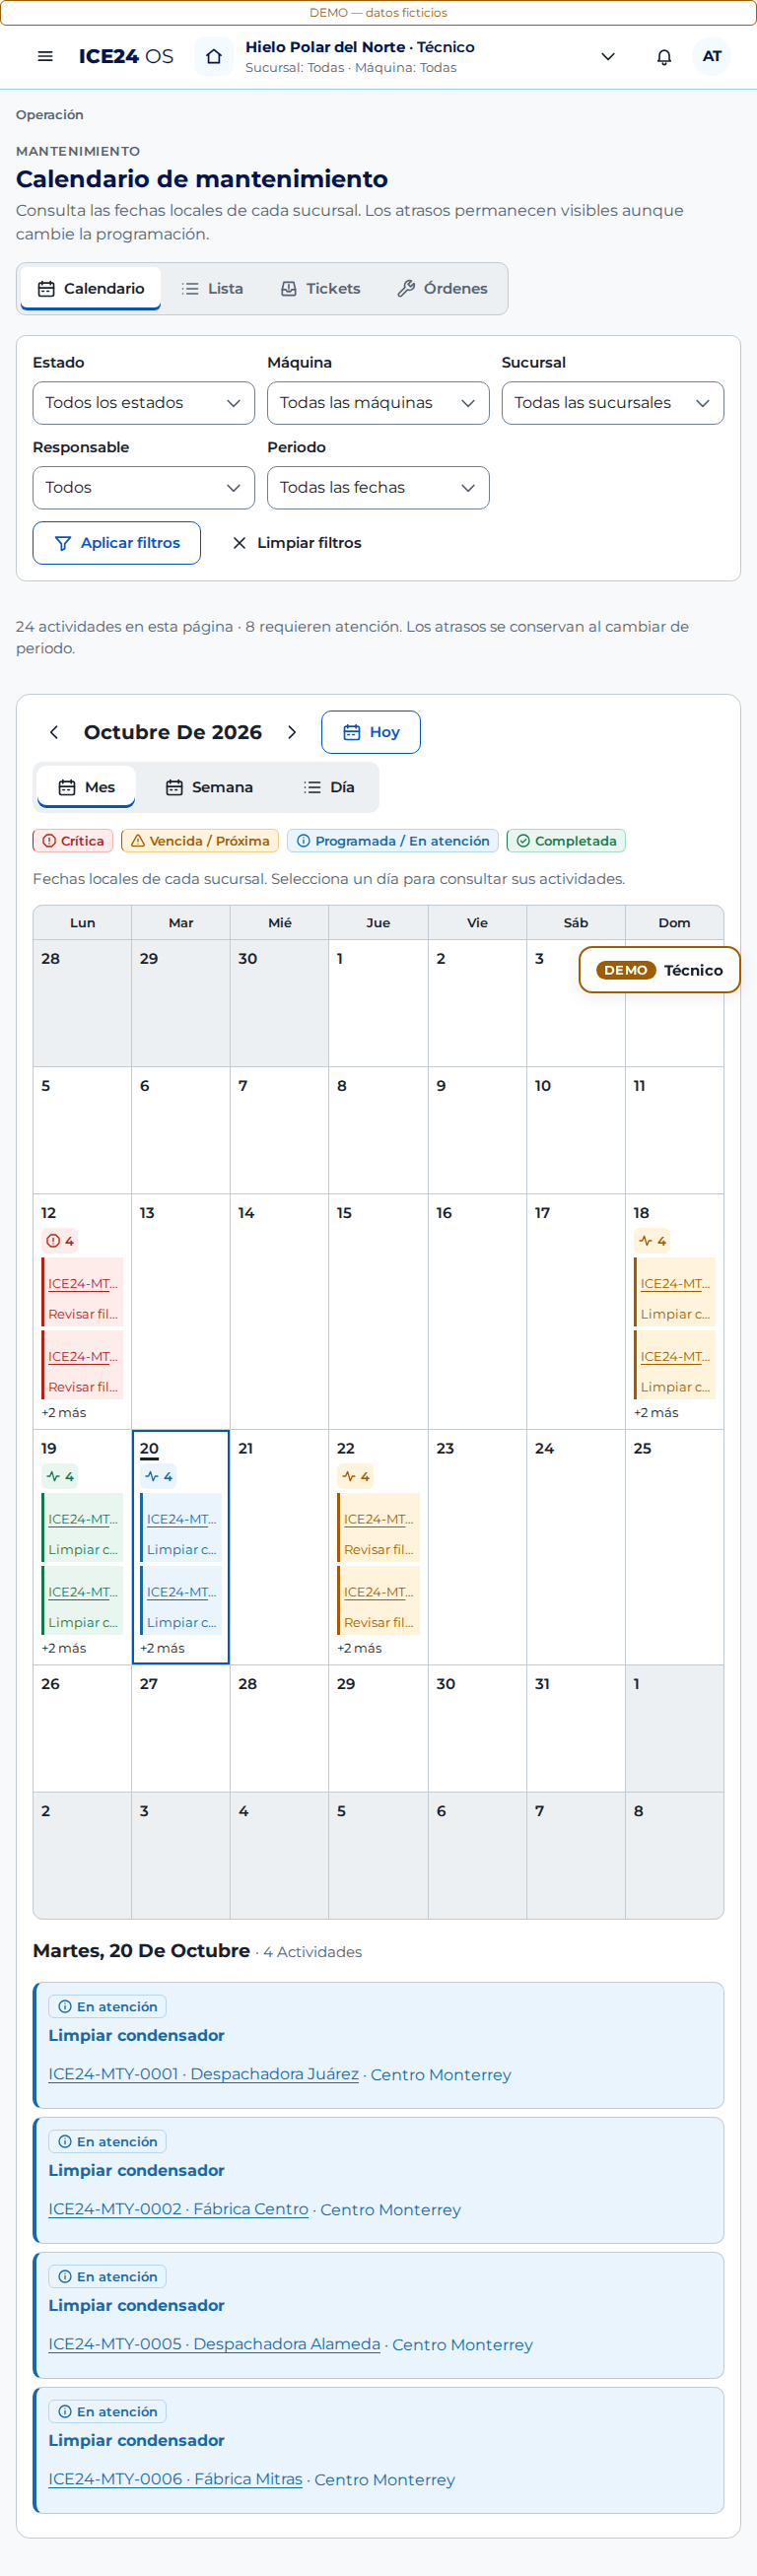 DEMO — datos ficticios
ICE24 OS
Hielo Polar del Norte · Técnico
Sucursal: Todas · Máquina: Todas
AT
Operación
MANTENIMIENTO
Calendario de mantenimiento
Consulta las fechas locales de cada sucursal. Los atrasos permanecen visibles aunque
cambie la programación.
Calendario Lista Tickets Órdenes
Estado Máquina Sucursal
Todos los estados Todas las máquinas Todas las sucursales
Responsable Periodo
Todos Todas las fechas
Aplicar filtros Limpiar filtros
24 actividades en esta página · 8 requieren atención. Los atrasos se conservan al cambiar de
periodo.
Octubre De 2026 Hoy
Mes Semana Día
Crítica Vencida / Próxima Programada / En atención Completada
Fechas locales de cada sucursal. Selecciona un día para consultar sus actividades.
Lun Mar Mié Jue Vie Sáb Dom
28 29 30 1 2 3
DEMO Técnico
5 6 7 8 9 10 11
12 13 14 15 16 17 18
4 4
ICE24-MT... ICE24-MT...
Revisar fil... Limpiar c...
ICE24-MT... ICE24-MT...
Revisar fil... Limpiar c...
+2 más +2 más
19 20 21 22 23 24 25
4 4 4
ICE24-MT... ICE24-MT... ICE24-MT...
Limpiar c... Limpiar c... Revisar fil...
ICE24-MT... ICE24-MT... ICE24-MT...
Limpiar c... Limpiar c... Revisar fil...
+2 más +2 más +2 más
26 27 28 29 30 31 1
2 3 4 5 6 7 8
Martes, 20 De Octubre · 4 Actividades
En atención
Limpiar condensador
ICE24-MTY-0001 · Despachadora Juárez · Centro Monterrey
En atención
Limpiar condensador
ICE24-MTY-0002 · Fábrica Centro · Centro Monterrey
En atención
Limpiar condensador
ICE24-MTY-0005 · Despachadora Alameda · Centro Monterrey
En atención
Limpiar condensador
ICE24-MTY-0006 · Fábrica Mitras · Centro Monterrey